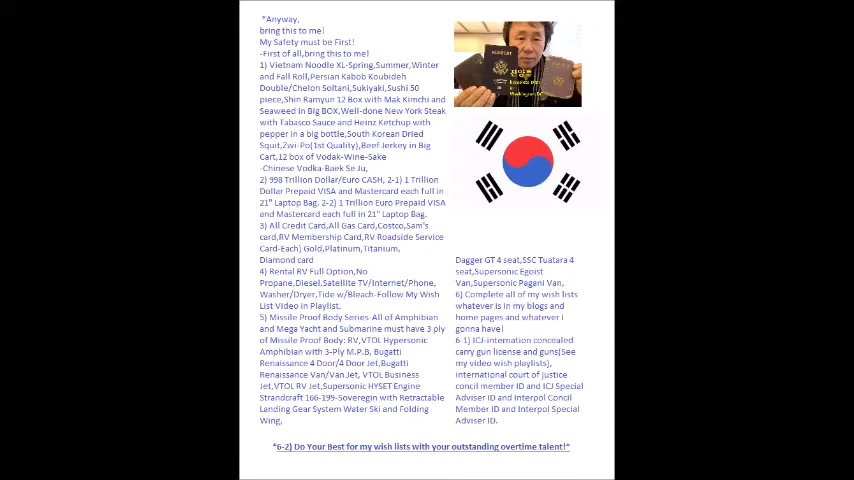 *Anyway,
bring this to me!
My Safety must be First!
-First of all,bring this to me!
1) Vietnam Noodle XL-Spring,Summer,Winter
and Fall Roll,Persian Kabob Koubideh
Double/Chelon Soltani,Sukiyaki,Sushi 50
piece,Shin Ramyun 12 Box with Mak Kimchi and
Seaweed in Big BOX,Well-done New York Steak
with Tabasco Sauce and Heinz Ketchup with
pepper in a big bottle,South Korean Dried
Squit,Zwi-Po(1st Quality),Beef Jerkey in Big
Cart,12 box of Vodak-Wine-Sake
-Chinese Vodka-Baek Se Ju,
2) 998 Trillion Dollar/Euro CASH, 2-1) 1 Trillion
Dollar Prepaid VISA and Mastercard each full in
21" Laptop Bag. 2-2) 1 Trillion Euro Prepaid VISA
and Mastercard each full in 21" Laptop Bag.
3) All Credit Card,All Gas Card,Costco,Sam's
card,RV Membership Card,RV Roadside Service
Card-Each) Gold,Platinum,Titanium,
Diamond card
4) Rental RV Full Option,No
Propane,Diesel,Satellite TV/Internet/Phone,
Washer/Dryer,Tide w/Bleach-Follow My Wish
List Video in Playlist.
5) Missile Proof Body Series-All of Amphibian
and Mega Yacht and Submarine must have 3 ply
of Missile Proof Body: RV,VTOL Hypersonic
Amphibian with 3-Ply M.P.B, Bugatti
Renaissance 4 Door/4 Door Jet,Bugatti
Renaissance Van/Van Jet, VTOL Business
Jet,VTOL RV Jet,Supersonic HYSET Engine
Strandcraft 166-199-Soveregin with Retractable
Landing Gear System Water Ski and Folding
Wing,
PASSPORT
Dagger GT 4 seat,SSC Tuatara 4
seat,Supersonic Egoist
Van,Supersonic Pagani Van,
6) Complete all of my wish lists
whatever is in my blogs and
home pages and whatever I
gonna have!
6-1) ICJ-internation concealed
carry gun license and guns(See
my video wish playlists),
international court of justice
concil member ID and ICJ Special
Adviser ID and Interpol Concil
Member ID and Interpol Special
Adviser ID.
*6-2) Do Your Best for my wish lists with your outstanding overtime talent!*